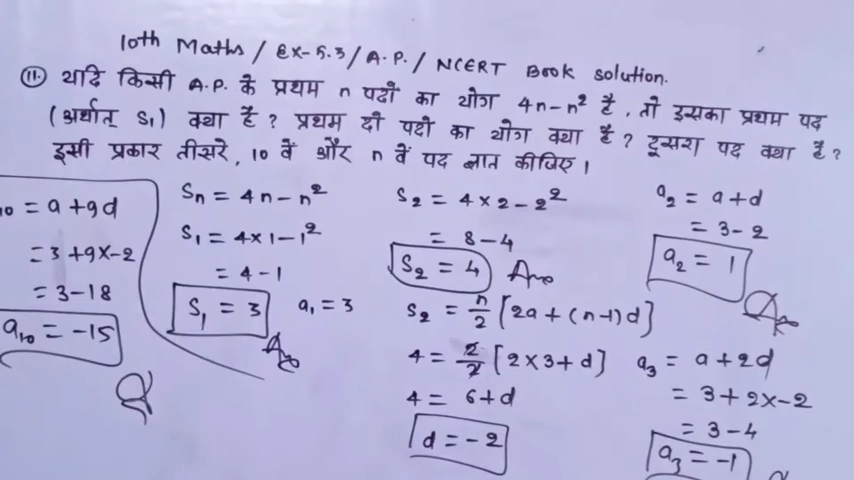 10th Maths / Ex-5.3 / A.P. / NCERT Book solution.
11. यदि किसी A.P. के प्रथम n पदों का योग 4n-n² है, तो इसका प्रथम पद
(अर्थात् S₁) क्या है? प्रथम दो पदों का योग क्या है? दूसरा पद क्या है?
इसी प्रकार तीसरे, 10 वें और n वें पद ज्ञात कीजिए।
Sn = 4n-n²
S₁ = 4×1-1²
= 4-1
S₁ = 3
a₁ = 3
Ans
S₂ = 4×2-2²
= 8-4
S₂ = 4
Ans
S₂ = n/2 [2a+(n-1)d]
4 = 2/2 [2×3+d]
4 = 6+d
d = -2
a₂ = a+d
= 3-2
a₂ = 1
a₃ = a+2d
= 3+2×-2
= 3-4
a₃ = -1
10 = a+9d
= 3+9×-2
= 3-18
a₁₀ = -15